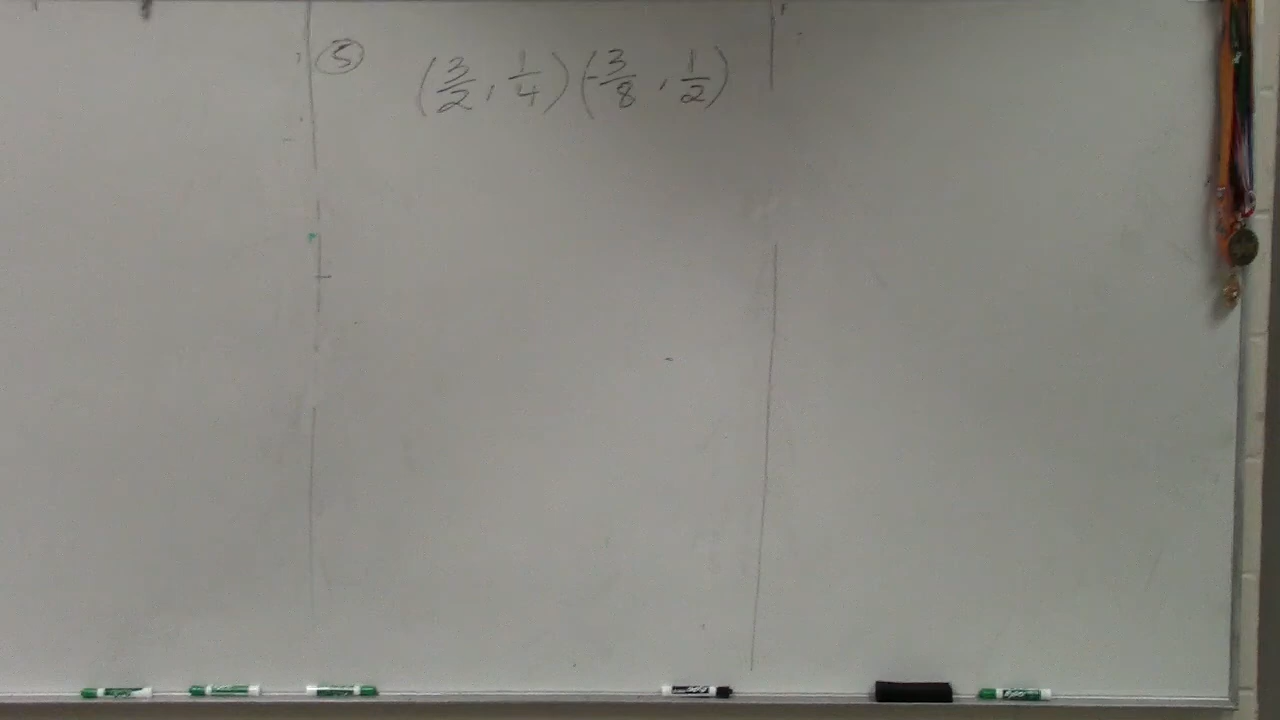 ⑤ (3/2, 1/4) (-3/8, 1/2)